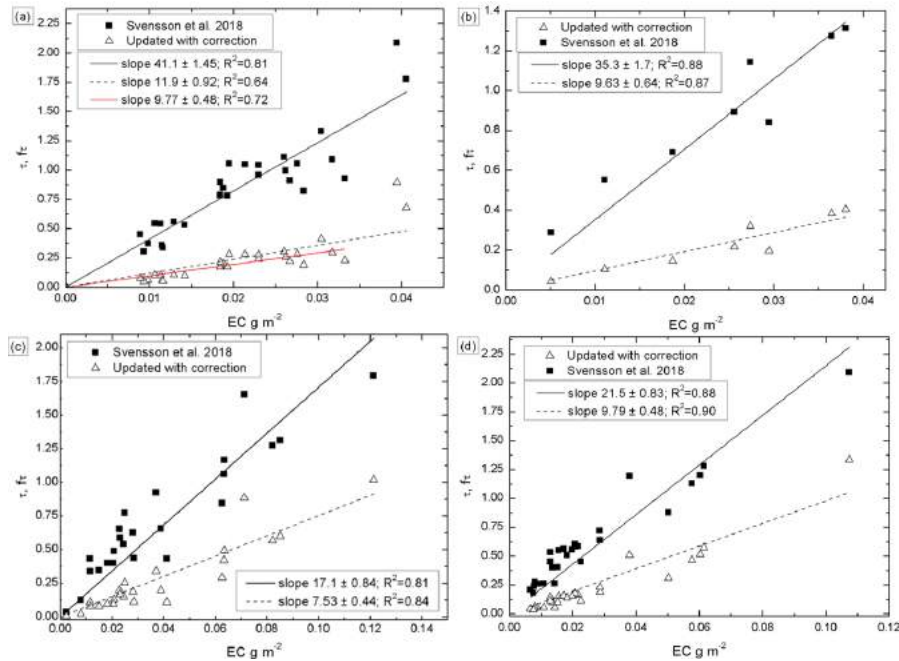 (a)
Svensson et al. 2018
Updated with correction
slope 41.1 ± 1.45; R²=0.81
slope 11.9 ± 0.92; R²=0.64
slope 9.77 ± 0.48; R²=0.72
2.25
2.00
1.75
1.50
1.25
1.00
0.75
0.50
0.25
0.00
τ, fτ
0.00 0.01 0.02 0.03 0.04
EC g m⁻²
(b)
Updated with correction
Svensson et al. 2018
slope 35.3 ± 1.7; R²=0.88
slope 9.63 ± 0.64; R²=0.87
1.4
1.2
1.0
0.8
0.6
0.4
0.2
0.0
τ, fτ
0.00 0.01 0.02 0.03 0.04
EC g m⁻²
(c)
Svensson et al. 2018
Updated with correction
slope 17.1 ± 0.84; R²=0.81
slope 7.53 ± 0.44; R²=0.84
2.00
1.75
1.50
1.25
1.00
0.75
0.50
0.25
0.00
τ, fτ
0.00 0.02 0.04 0.06 0.08 0.10 0.12 0.14
EC g m⁻²
(d)
Updated with correction
Svensson et al. 2018
slope 21.5 ± 0.83; R²=0.88
slope 9.79 ± 0.48; R²=0.90
2.25
2.00
1.75
1.50
1.25
1.00
0.75
0.50
0.25
0.00
τ, fτ
0.00 0.02 0.04 0.06 0.08 0.10 0.12
EC g m⁻²